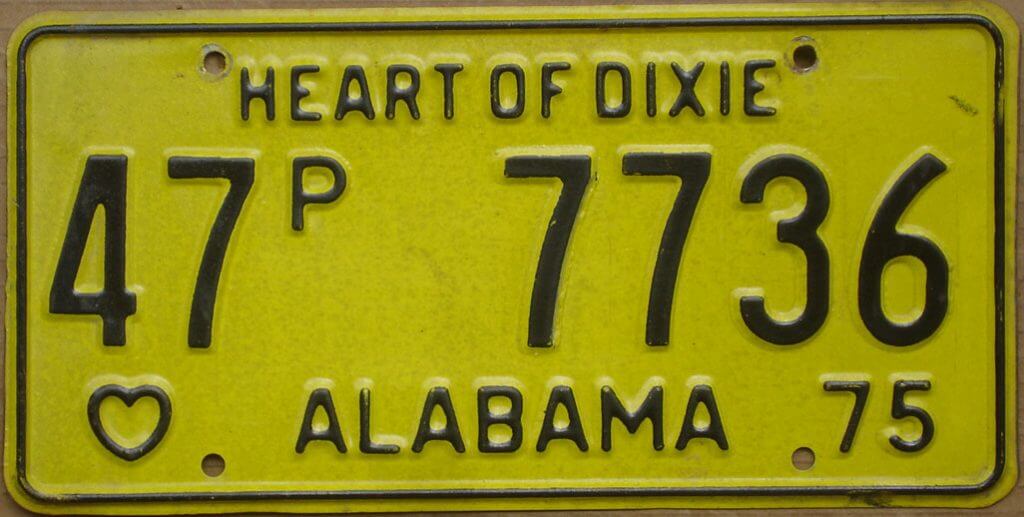 HEART OF DIXIE
47P 7736
ALABAMA 75